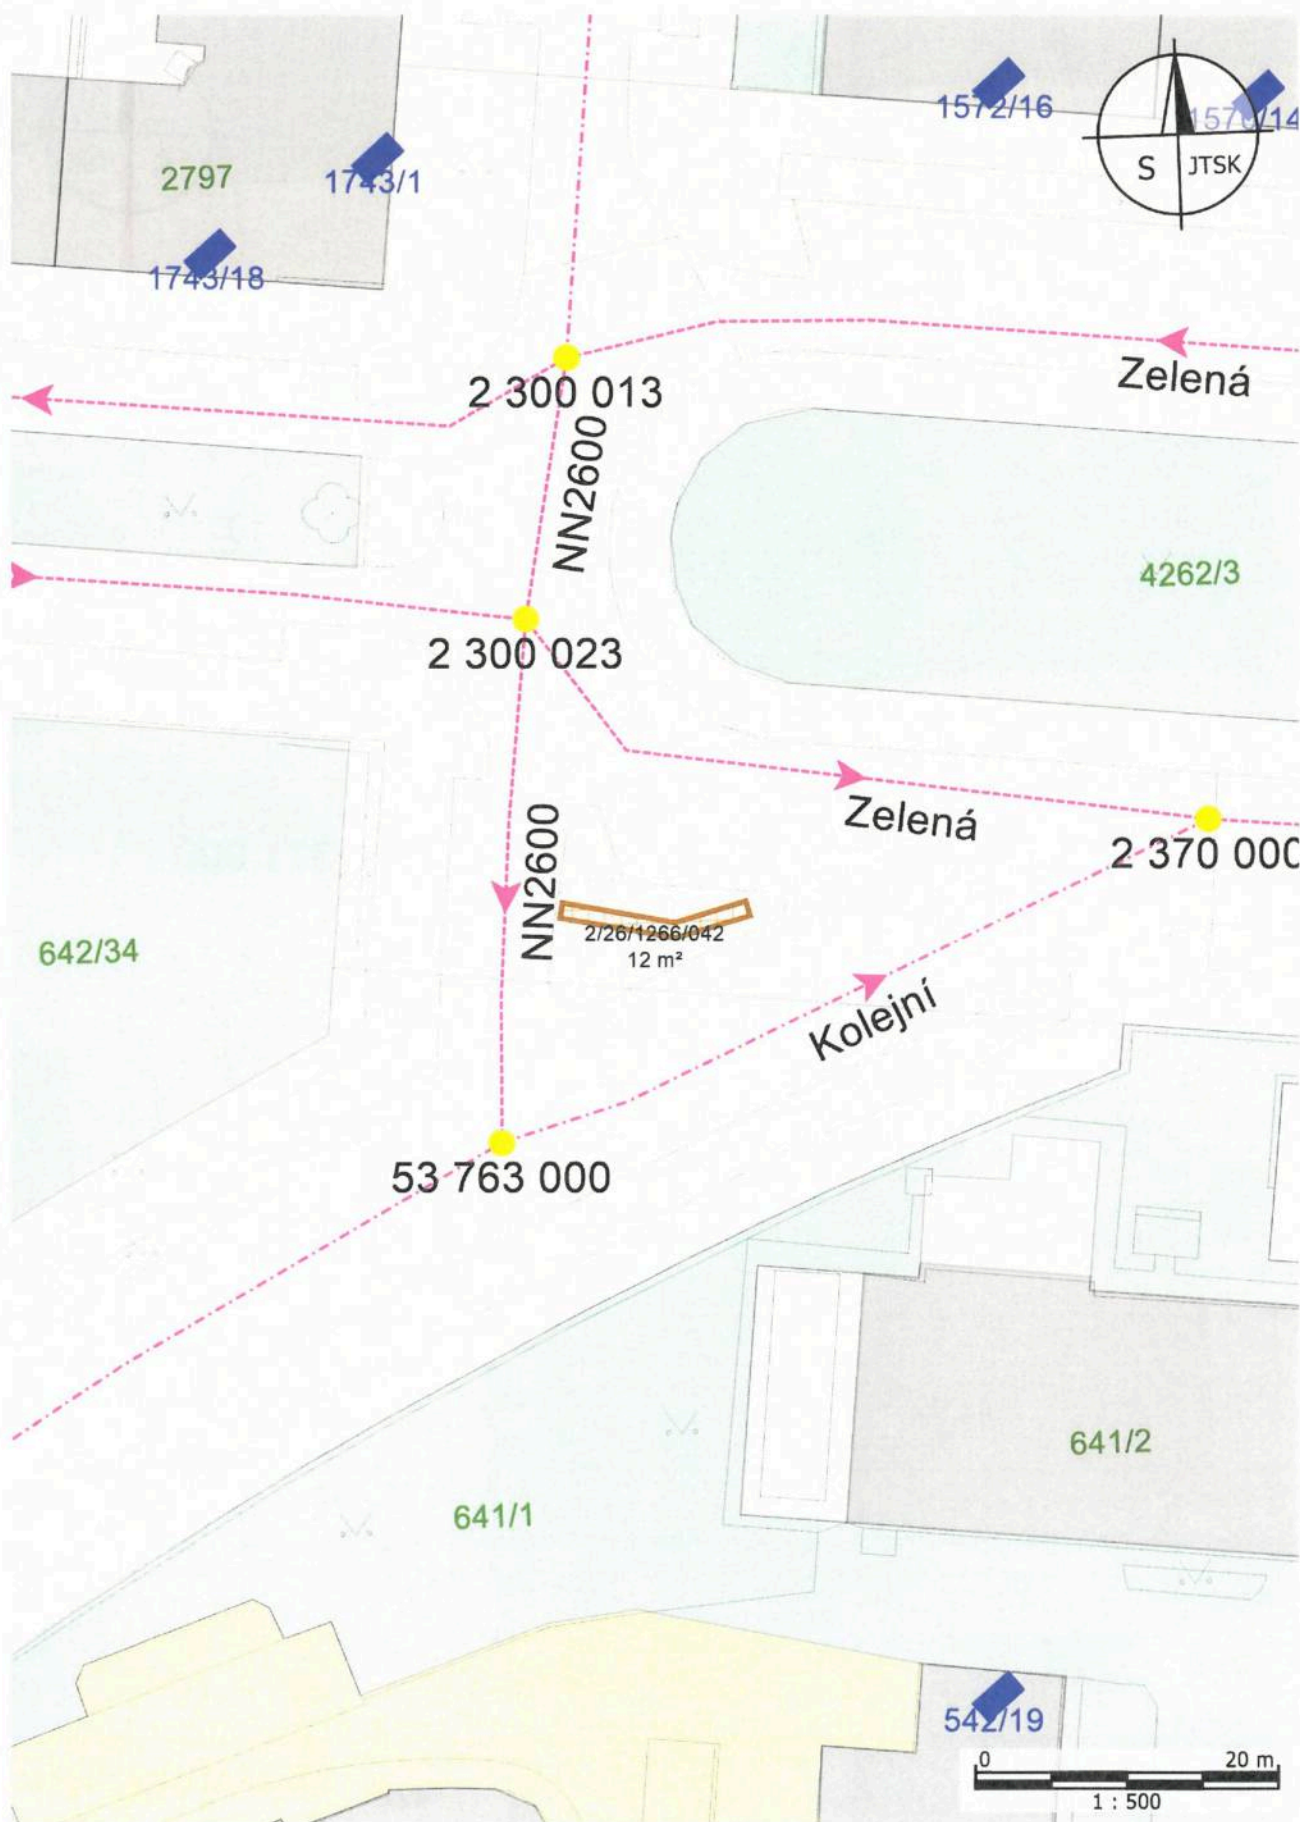 1572/16
1570/14
S JTSK
2797
1743/1
1743/18
2 300 013
Zelená
NN2600
4262/3
2 300 023
Zelená
2 370 000
NN2600
2/26/1266/042
12 m²
642/34
Kolejní
53 763 000
641/2
641/1
542/19
0 20 m
1 : 500